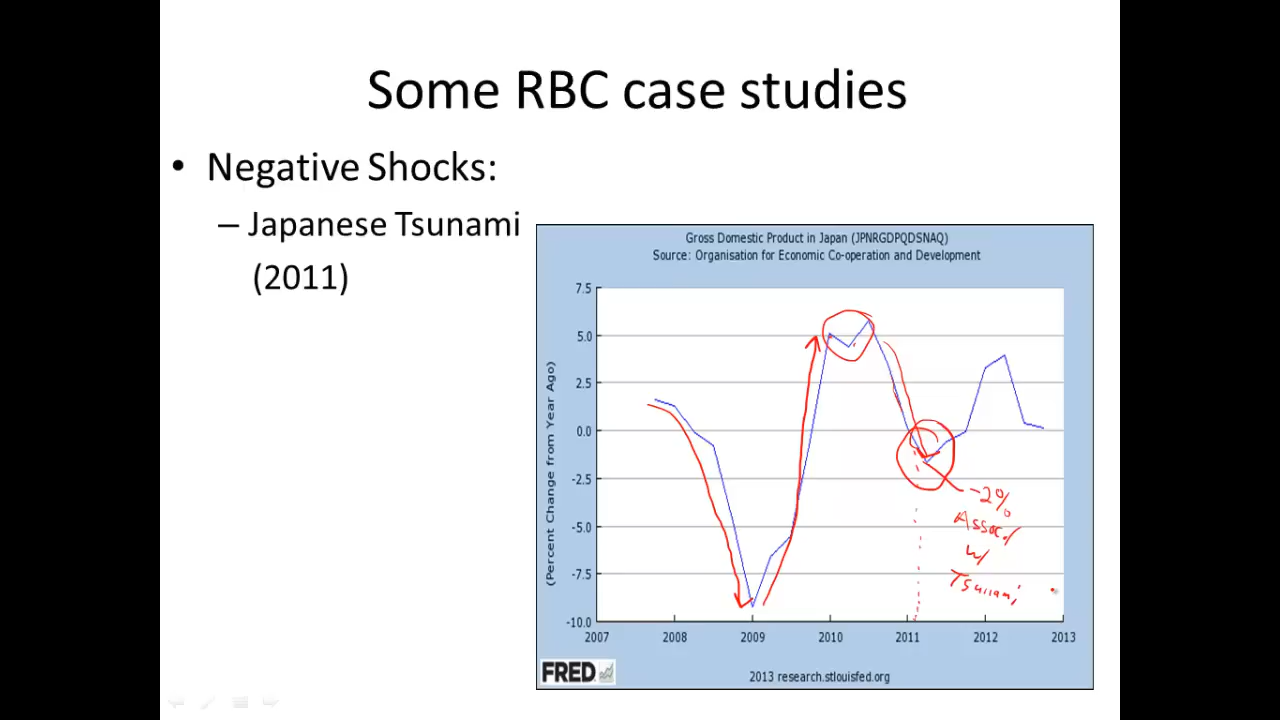 Some RBC case studies
• Negative Shocks:
– Japanese Tsunami
(2011)
Gross Domestic Product in Japan (JPNRGDPQDSNAQ)
Source: Organisation for Economic Co-operation and Development
(Percent Change from Year Ago)
7.5
5.0
2.5
0.0
-2.5
-5.0
-7.5
-10.0
2007 2008 2009 2010 2011 2012 2013
-2%
Assoc.
w/
Tsunami
FRED
2013 research.stlouisfed.org